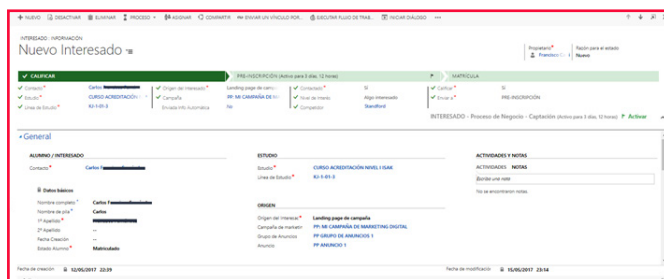 + NUEVO DESACTIVAR ELIMINAR PROCESO ASIGNAR COMPARTIR ENVIAR UN VÍNCULO POR... EJECUTAR FLUJO DE TRAB... INICIAR DIÁLOGO ...
INTERESADO : INFORMACIÓN
Nuevo Interesado
Propietario* Razón para el estado
Francisco Nuevo
CALIFICAR PRE-INSCRIPCIÓN (Activo para 3 días, 12 horas) MATRÍCULA
Contacto* Carlos Origen del Interesado* Landing page de camp Contactado* Sí Calificar* Sí
Estudio* CURSO ACREDITACIÓN Campaña PP: MI CAMPAÑA DE Nivel de Interés Algo interesado Enviar a* PRE-INSCRIPCIÓN
Línea de Estudio* KJ-1-01-3 Enviada Info Automática No Competidor Standford
INTERESADO - Proceso de Negocio - Captación (Activo para 3 días, 12 horas) Activar
General
ALUMNO / INTERESADO ESTUDIO ACTIVIDADES Y NOTAS
Contacto* Carlos Estudio* CURSO ACREDITACIÓN NIVEL I ISAK ACTIVIDADES NOTAS
Línea de Estudio* KJ-1-01-3 Escriba una nota
Datos básicos No se encontraron notas.
Nombre completo* Carlos ORIGEN
Nombre de pila* Carlos Origen del Interesado* Landing page de campaña
1º Apellido* Campaña de marketin PP: MI CAMPAÑA DE MARKETING DIGITAL
2º Apellido -- Grupo de Anuncios PP GRUPO DE ANUNCIOS 1
Fecha Creación -- Anuncio PP ANUNCIO 1
Estado Alumno* Matriculado
Fecha de creación 12/05/2017 22:39 Fecha de modificación 15/05/2017 23:14